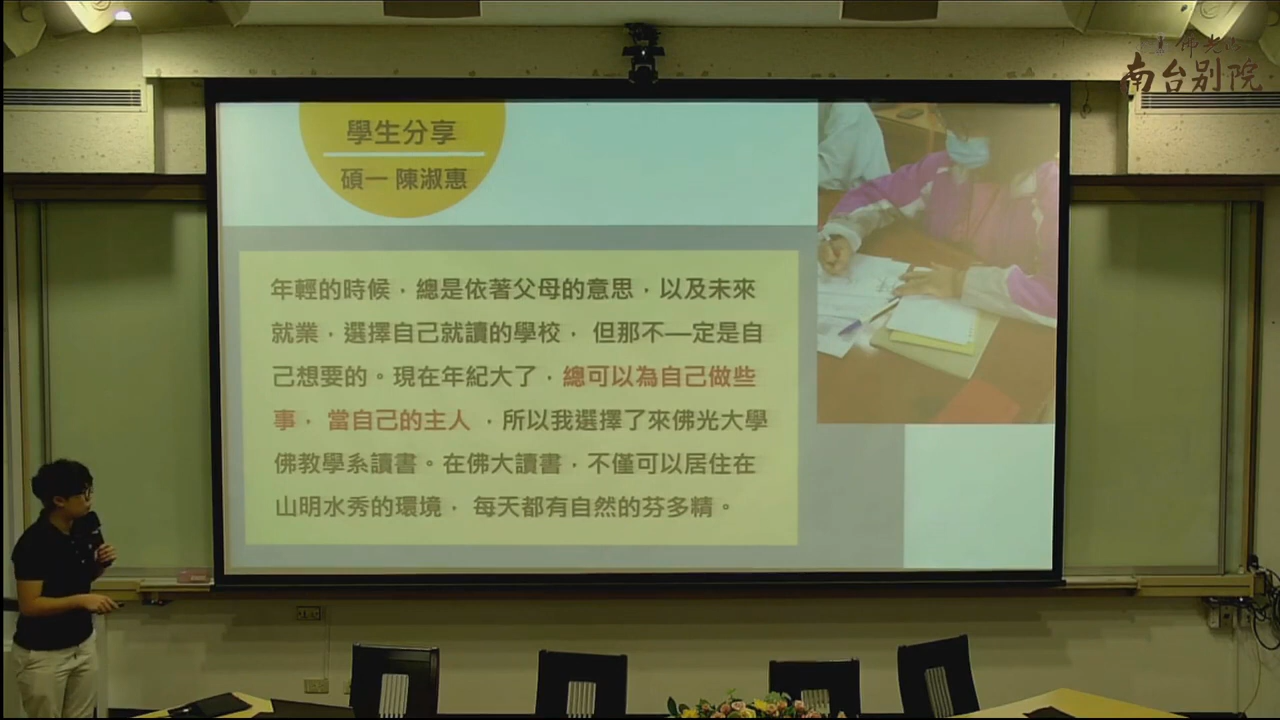 佛光山
南台別院
學生分享
碩一 陳淑惠
年輕的時候，總是依著父母的意思，以及未來
就業，選擇自己就讀的學校， 但那不一定是自
己想要的。現在年紀大了，總可以為自己做些
事， 當自己的主人 ，所以我選擇了來佛光大學
佛教學系讀書。在佛大讀書，不僅可以居住在
山明水秀的環境， 每天都有自然的芬多精。